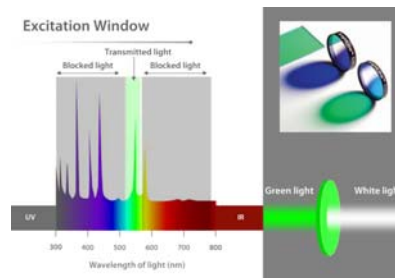 Excitation Window
Transmitted light
Blocked light
Blocked light
Green light
White light
UV
IR
300
400
500
600
700
800
Wavelength of light (nm)